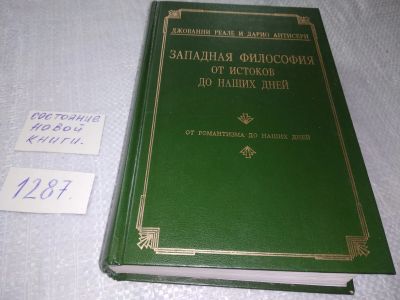 ДЖОВАННИ РЕАЛЕ И ДАРИО АНТИСЕРИ
ЗАПАДНАЯ ФИЛОСОФИЯ
ОТ ИСТОКОВ
ДО НАШИХ ДНЕЙ
ОТ РОМАНТИЗМА ДО НАШИХ ДНЕЙ
СОСТОЯНИЕ
НОВОЙ
КНИГИ.
1287.